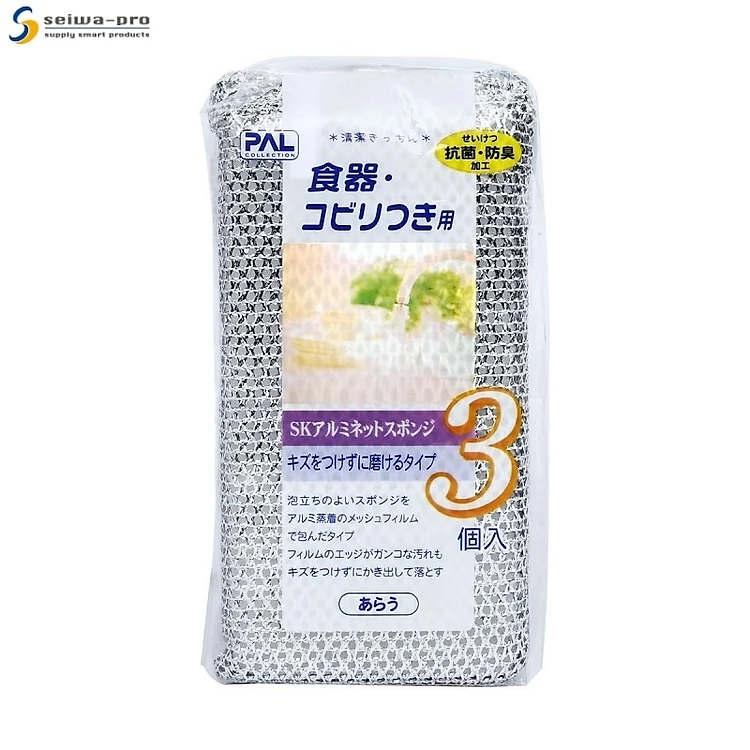 seiwa-pro
supply smart products
PAL
COLLECTION
＊清潔きっちん＊
せいけつ
抗菌・防臭
加工
食器・
コビりつき用
SKアルミネットスポンジ
キズをつけずに磨けるタイプ
3
個入
泡立ちのよいスポンジを
アルミ蒸着のメッシュフィルム
で包んだタイプ
フィルムのエッジがガンコな汚れも
キズをつけずにかき出して落とす
あらう